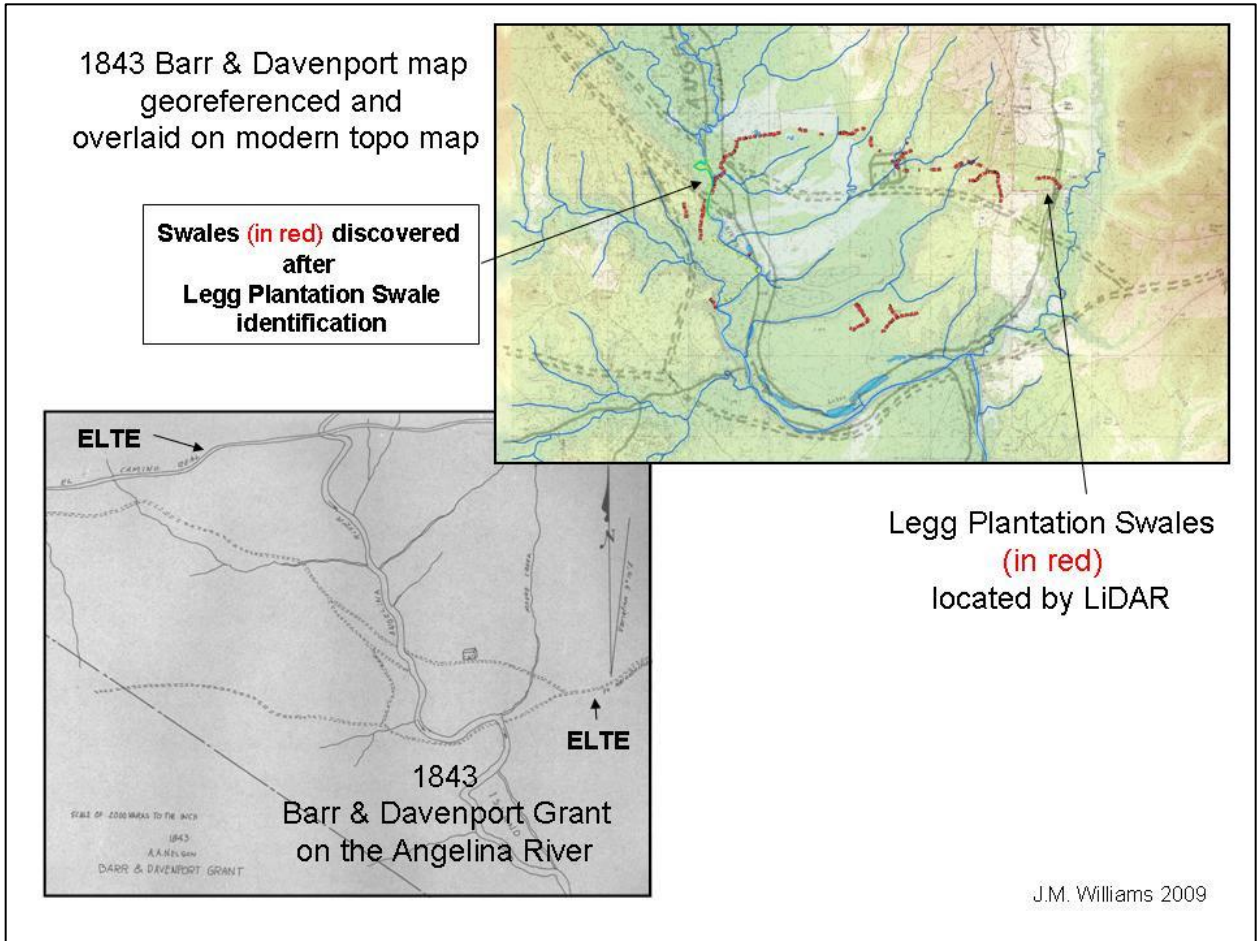 1843 Barr & Davenport map
georeferenced and
overlaid on modern topo map
Swales (in red) discovered
after
Legg Plantation Swale
identification
Legg Plantation Swales
(in red)
located by LiDAR
ELTE
EL CAMINO REAL
ANGELINA
ELTE
ISLAND
1843
Barr & Davenport Grant
on the Angelina River
SCALE OF 2000 VARAS TO THE INCH
1843
A.A. NELSON
BARR & DAVENPORT GRANT
J.M. Williams 2009